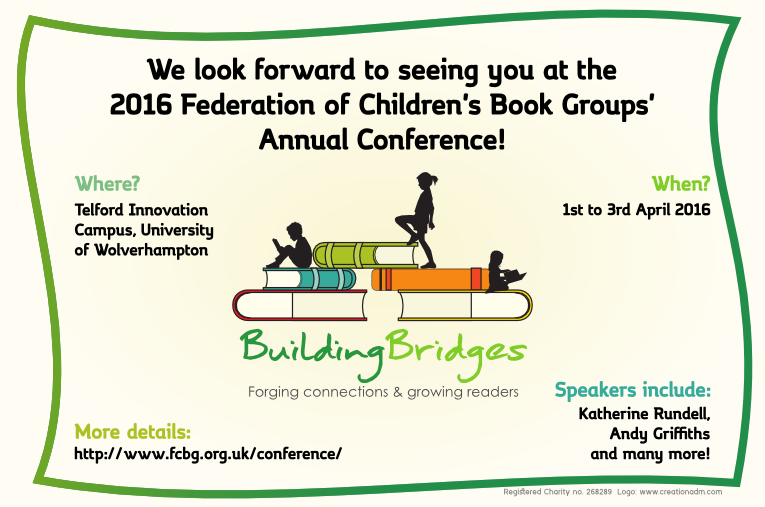 We look forward to seeing you at the
2016 Federation of Children's Book Groups'
Annual Conference!
Where?
Telford Innovation
Campus, University
of Wolverhampton
When?
1st to 3rd April 2016
BuildingBridges
Forging connections & growing readers
More details:
http://www.fcbg.org.uk/conference/
Speakers include:
Katherine Rundell,
Andy Griffiths
and many more!
Registered Charity no. 268289 Logo: www.creationadm.com